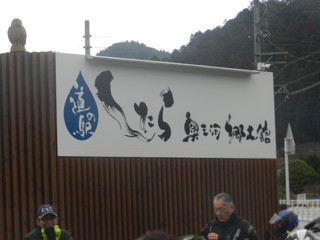 道の駅
したら
奥三河 郷土館